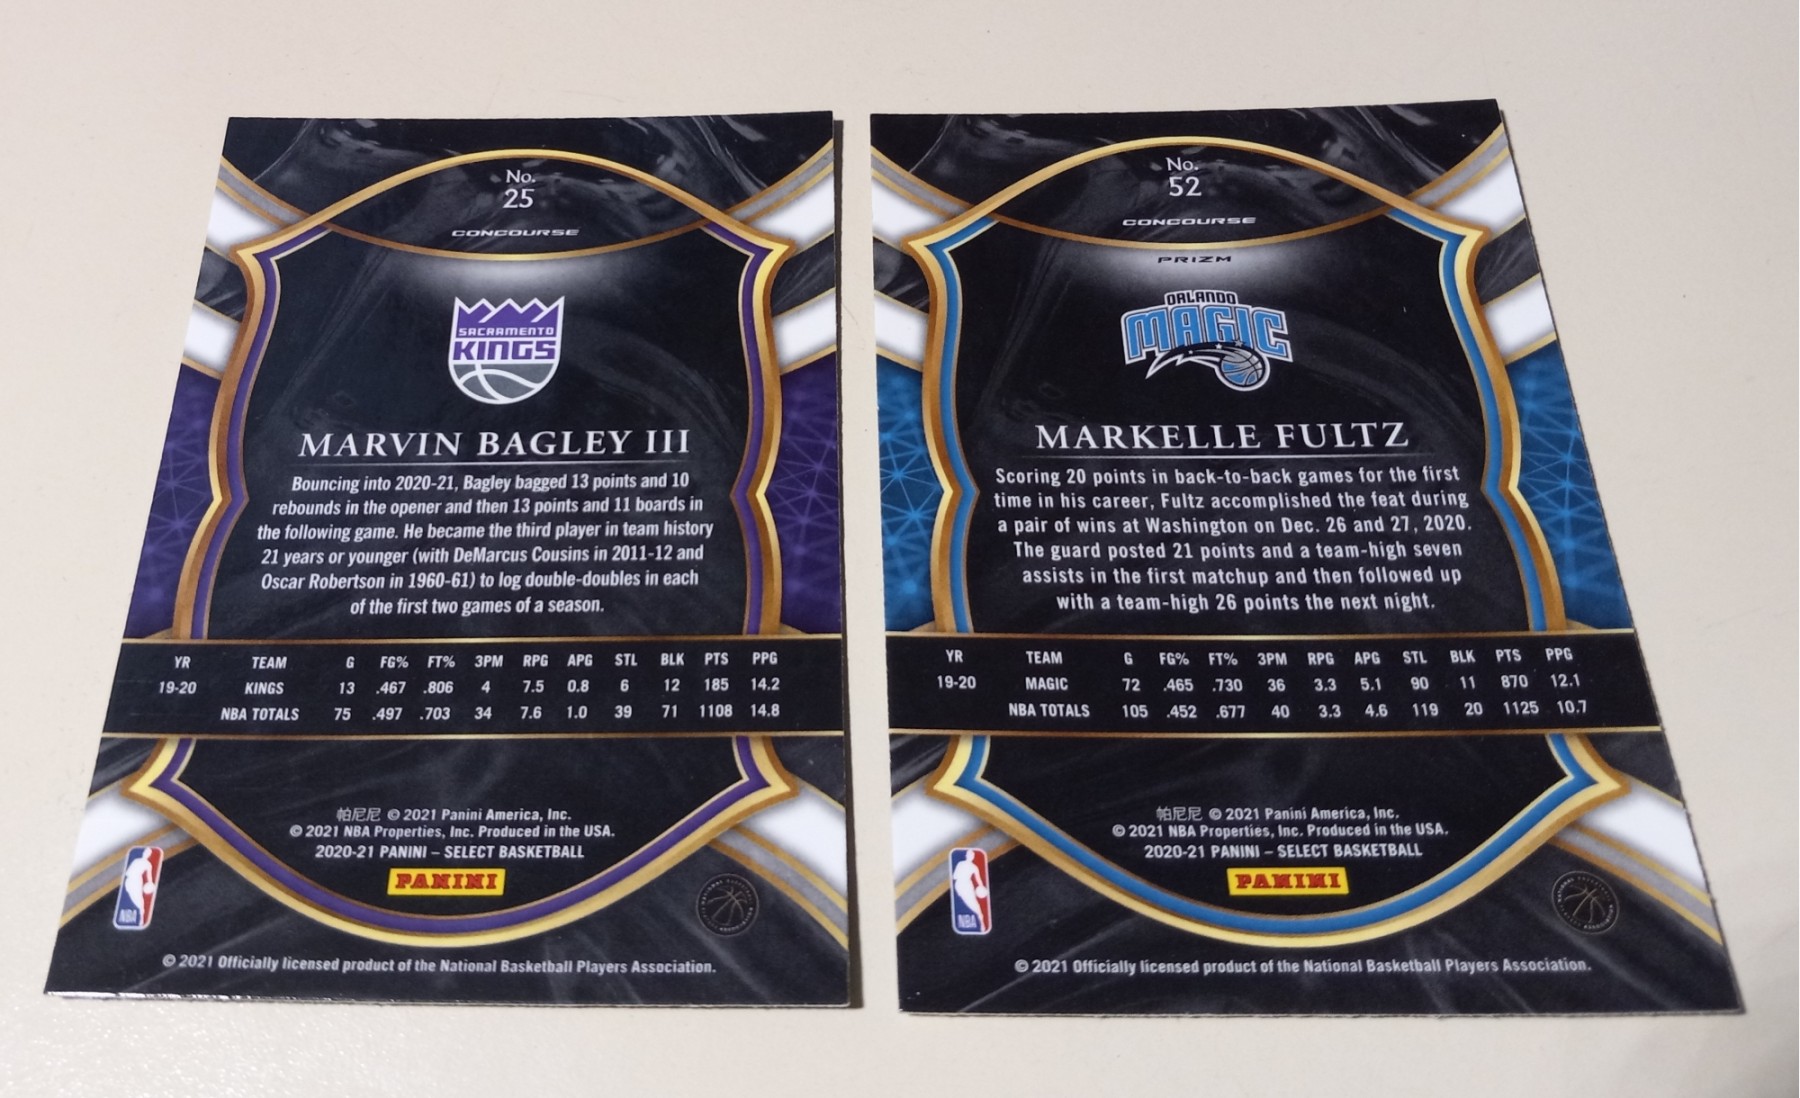 No.
25
CONCOURSE
SACRAMENTO
KINGS
MARVIN BAGLEY III
Bouncing into 2020-21, Bagley bagged 13 points and 10
rebounds in the opener and then 13 points and 11 boards in
the following game. He became the third player in team history
21 years or younger (with DeMarcus Cousins in 2011-12 and
Oscar Robertson in 1960-61) to log double-doubles in each
of the first two games of a season.
YR TEAM G FG% FT% 3PM RPG APG STL BLK PTS PPG
19-20 KINGS 13 .467 .806 4 7.5 0.8 6 12 185 14.2
NBA TOTALS 75 .497 .703 34 7.6 1.0 39 71 1108 14.8
帕尼尼 © 2021 Panini America, Inc.
© 2021 NBA Properties, Inc. Produced in the USA.
2020-21 PANINI – SELECT BASKETBALL
PANINI
NBA
© 2021 Officially licensed product of the National Basketball Players Association.
No.
52
CONCOURSE
PRIZM
ORLANDO
MAGIC
MARKELLE FULTZ
Scoring 20 points in back-to-back games for the first
time in his career, Fultz accomplished the feat during
a pair of wins at Washington on Dec. 26 and 27, 2020.
The guard posted 21 points and a team-high seven
assists in the first matchup and then followed up
with a team-high 26 points the next night.
YR TEAM G FG% FT% 3PM RPG APG STL BLK PTS PPG
19-20 MAGIC 72 .465 .730 36 3.3 5.1 90 11 870 12.1
NBA TOTALS 105 .452 .677 40 3.3 4.6 119 20 1125 10.7
帕尼尼 © 2021 Panini America, Inc.
© 2021 NBA Properties, Inc. Produced in the USA.
2020-21 PANINI – SELECT BASKETBALL
PANINI
NBA
© 2021 Officially licensed product of the National Basketball Players Association.